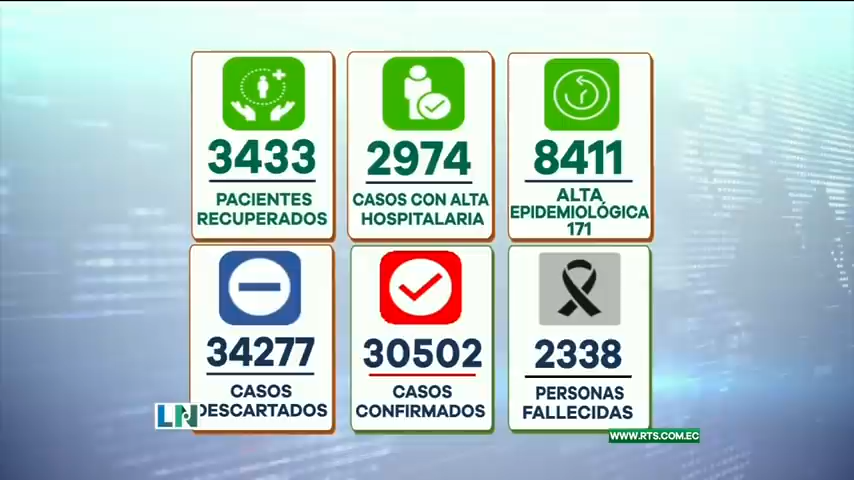 3433
PACIENTES
RECUPERADOS
2974
CASOS CON ALTA
HOSPITALARIA
8411
ALTA
EPIDEMIOLÓGICA
171
34277
CASOS
DESCARTADOS
30502
CASOS
CONFIRMADOS
2338
PERSONAS
FALLECIDAS
LN
WWW.RTS.COM.EC